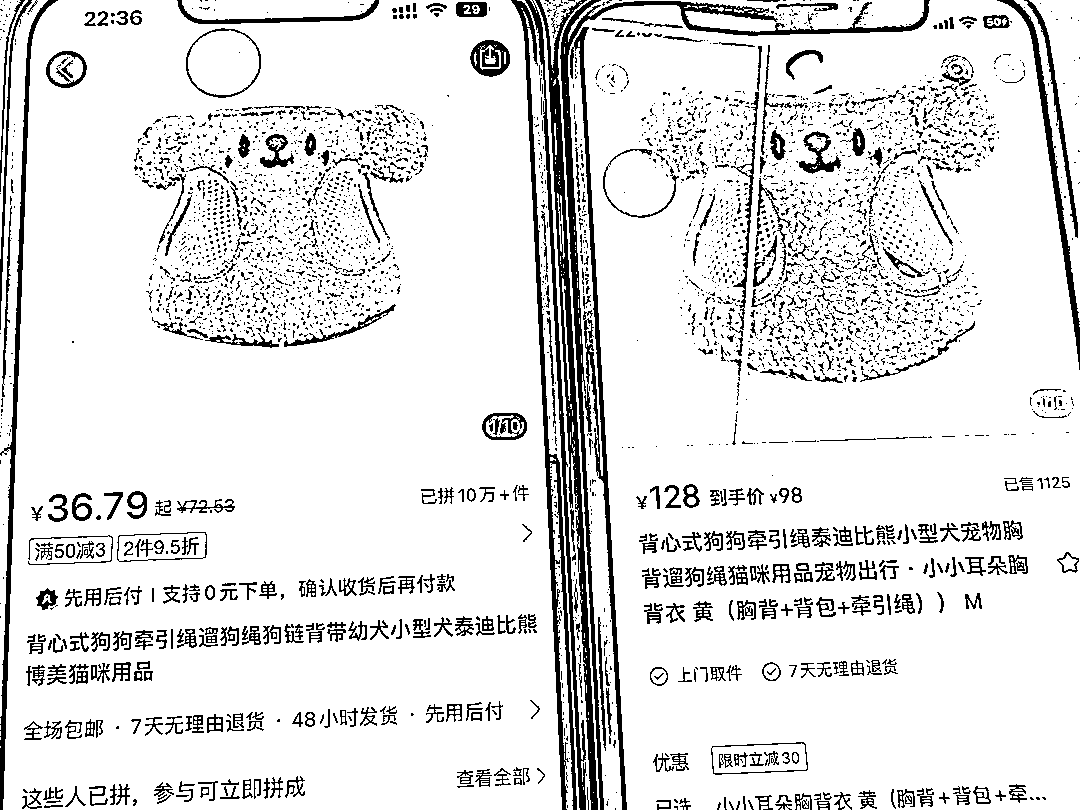 22:36
29
1/10
¥36.79 起 ¥72.53
已拼10万+件
满50减3 2件9.5折
先用后付 | 支持0元下单，确认收货后再付款
背心式狗狗牵引绳遛狗绳狗链背带幼犬小型犬泰迪比熊
博美猫咪用品
全场包邮 · 7天无理由退货 · 48小时发货 · 先用后付
这些人已拼，参与可立即拼成
查看全部
¥128 到手价 ¥98
已售1125
背心式狗狗牵引绳泰迪比熊小型犬宠物胸
背遛狗绳猫咪用品宠物出行 · 小小耳朵胸
背衣 黄（胸背+背包+牵引绳）） M
上门取件 7天无理由退货
优惠 限时立减30
已选 小小耳朵胸背衣 黄（胸背+背包+牵...